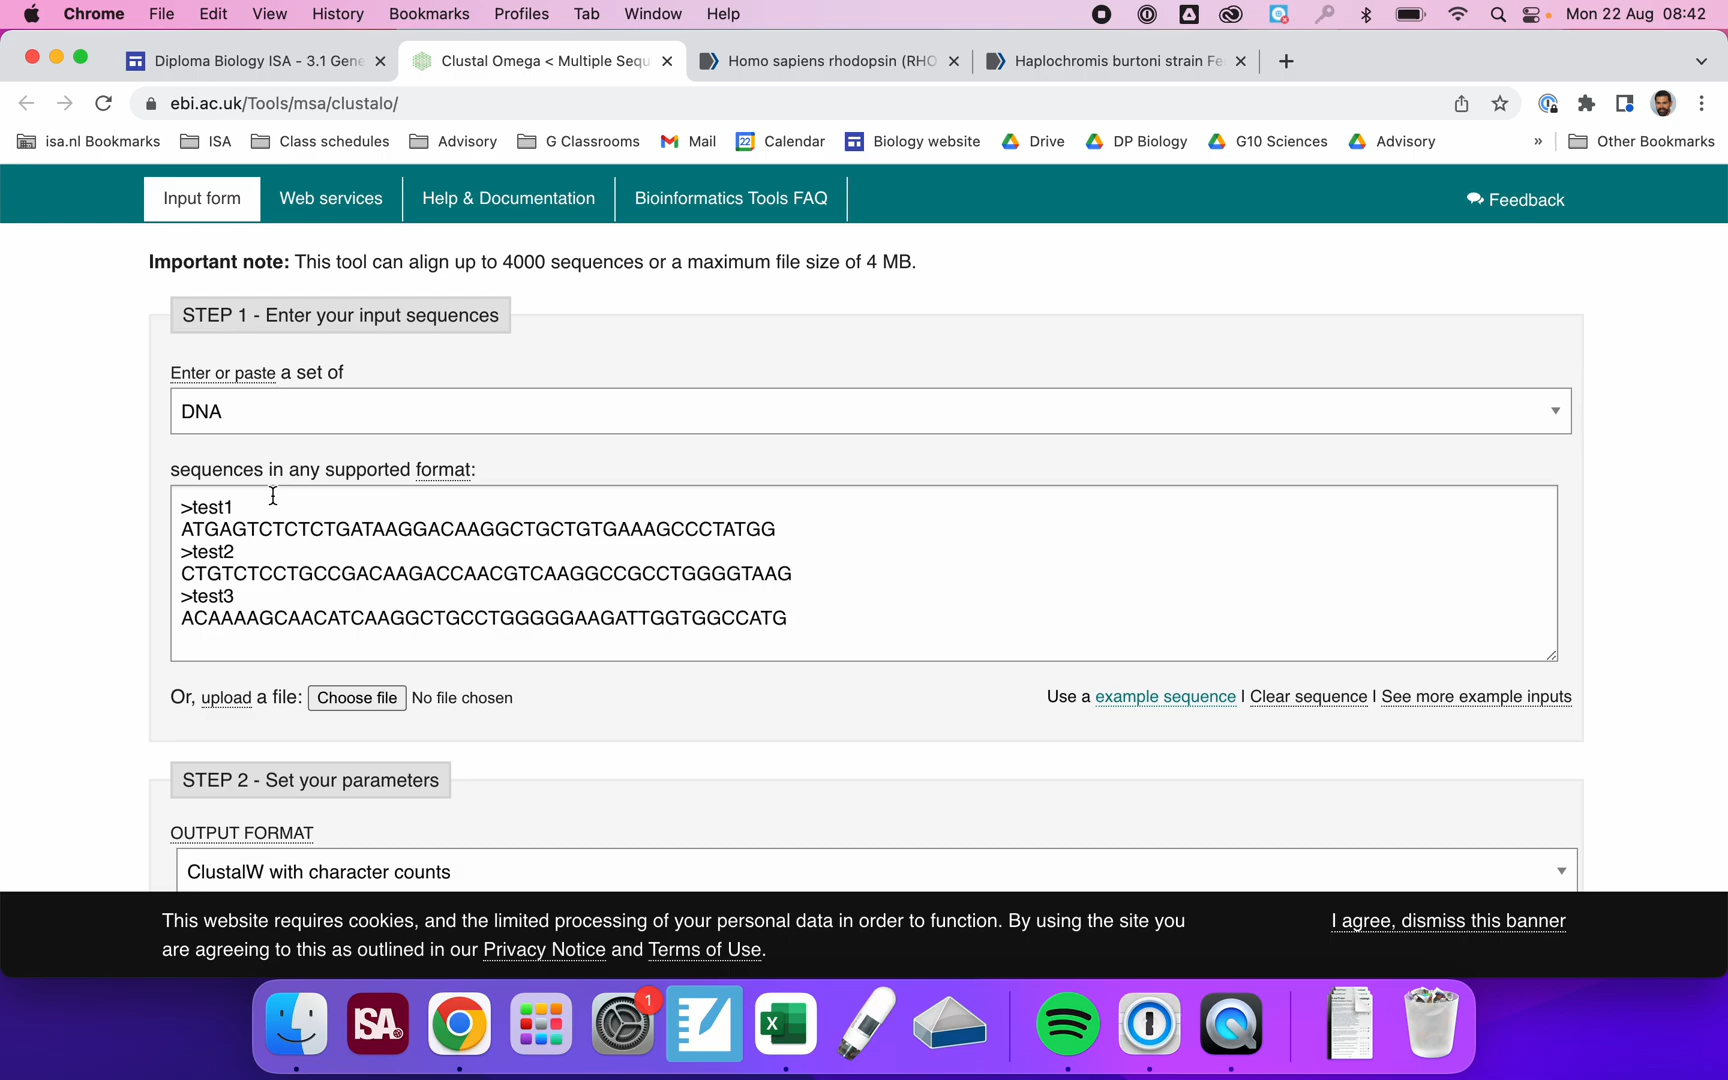 Chrome File Edit View History Bookmarks Profiles Tab Window Help Mon 22 Aug 08:42
Diploma Biology ISA - 3.1 Gene Clustal Omega < Multiple Sequ Homo sapiens rhodopsin (RHO Haplochromis burtoni strain Fe
ebi.ac.uk/Tools/msa/clustalo/
isa.nl Bookmarks ISA Class schedules Advisory G Classrooms Mail 22 Calendar Biology website Drive DP Biology G10 Sciences Advisory » Other Bookmarks
Input form Web services Help & Documentation Bioinformatics Tools FAQ Feedback
Important note: This tool can align up to 4000 sequences or a maximum file size of 4 MB.
STEP 1 - Enter your input sequences
Enter or paste a set of
DNA
sequences in any supported format:
>test1
ATGAGTCTCTCTGATAAGGACAAGGCTGCTGTGAAAGCCCTATGG
>test2
CTGTCTCCTGCCGACAAGACCAACGTCAAGGCCGCCTGGGGTAAG
>test3
ACAAAAGCAACATCAAGGCTGCCTGGGGGAAGATTGGTGGCCATG
Or, upload a file: Choose file No file chosen Use a example sequence | Clear sequence | See more example inputs
STEP 2 - Set your parameters
OUTPUT FORMAT
ClustalW with character counts
This website requires cookies, and the limited processing of your personal data in order to function. By using the site you I agree, dismiss this banner
are agreeing to this as outlined in our Privacy Notice and Terms of Use.
ISA 1 X